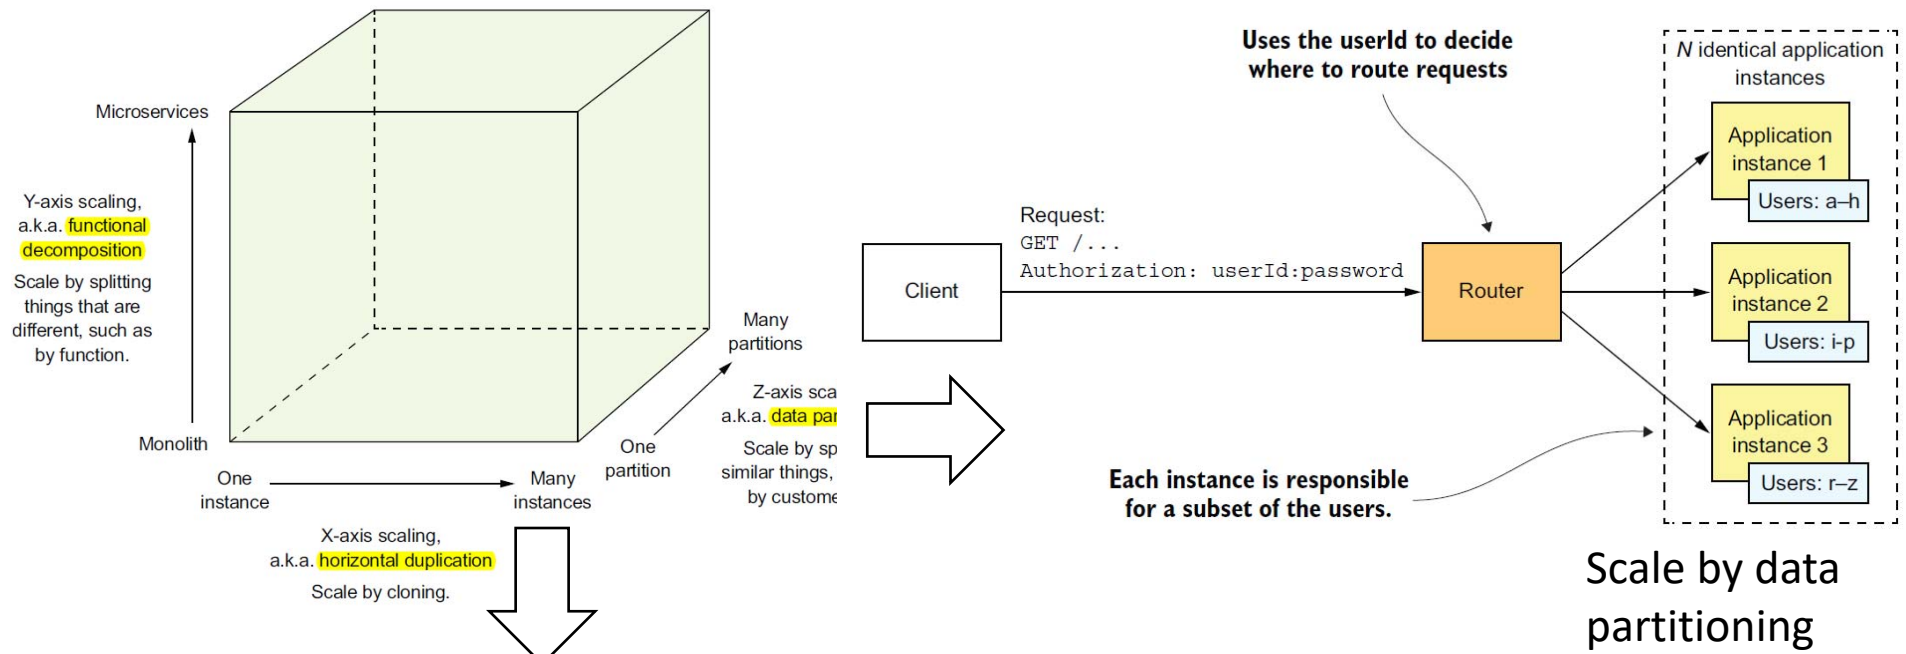 Microservices
Y-axis scaling,
a.k.a. functional
decomposition
Scale by splitting
things that are
different, such as
by function.
Monolith
One
instance
Many
instances
X-axis scaling,
a.k.a. horizontal duplication
Scale by cloning.
One
partition
Many
partitions
Z-axis sca
a.k.a. data par
Scale by sp
similar things,
by custome
Client
Request:
GET /...
Authorization: userId:password
Uses the userId to decide
where to route requests
Router
Each instance is responsible
for a subset of the users.
N identical application
instances
Application
instance 1
Users: a–h
Application
instance 2
Users: i-p
Application
instance 3
Users: r–z
Scale by data
partitioning